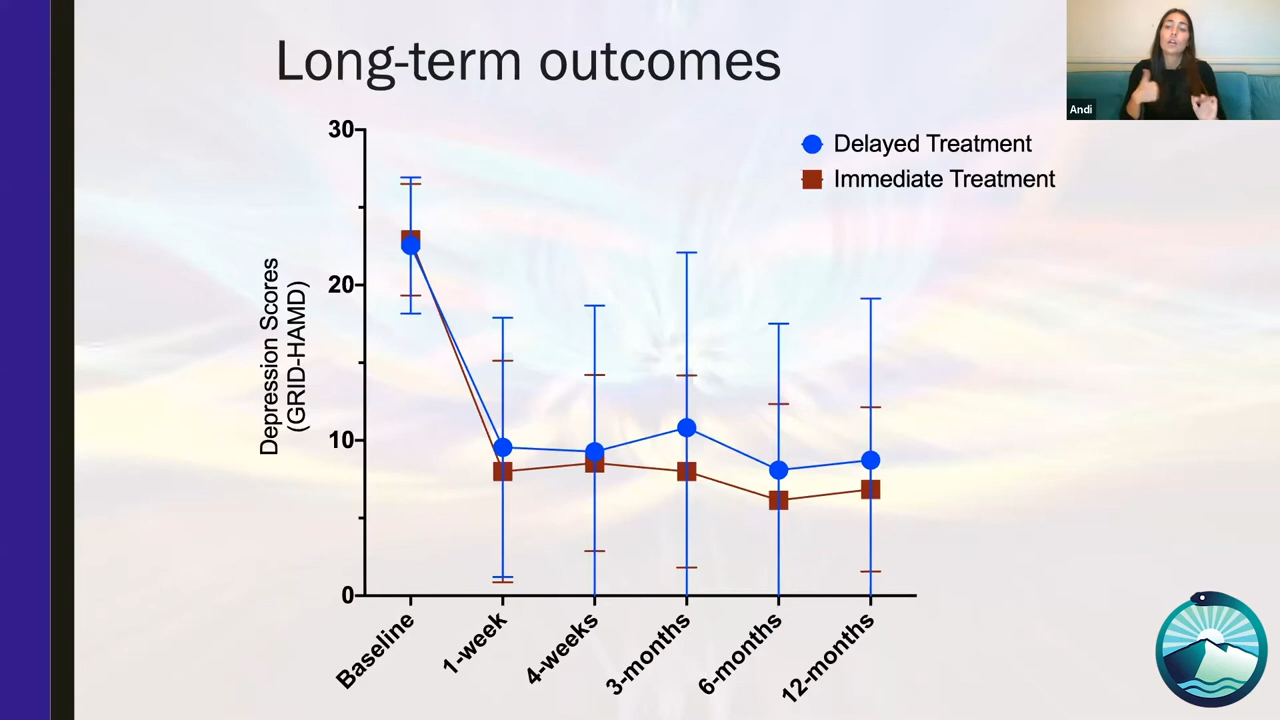 Long-term outcomes
Andi
30
20
10
0
Depression Scores
(GRID-HAMD)
Delayed Treatment
Immediate Treatment
Baseline
1-week
4-weeks
3-months
6-months
12-months